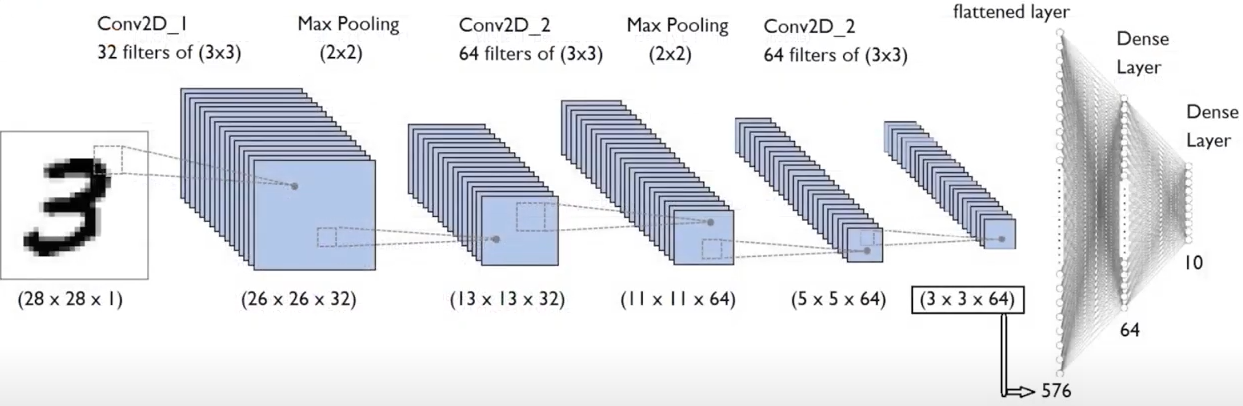 Conv2D_1
32 filters of (3x3)
Max Pooling
(2x2)
Conv2D_2
64 filters of (3x3)
Max Pooling
(2x2)
Conv2D_2
64 filters of (3x3)
flattened layer
Dense
Layer
Dense
Layer
(28 x 28 x 1)
(26 x 26 x 32)
(13 x 13 x 32)
(11 x 11 x 64)
(5 x 5 x 64)
(3 x 3 x 64)
576
64
10